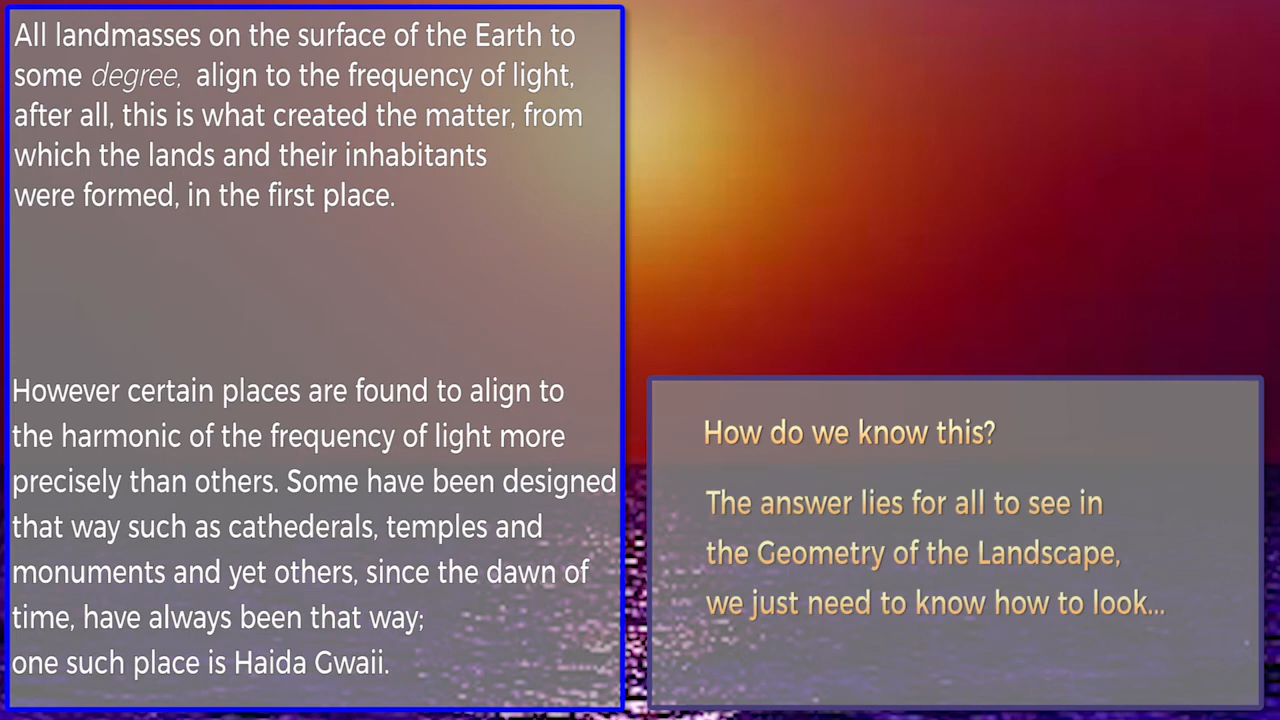 All landmasses on the surface of the Earth to
some degree, align to the frequency of light,
after all, this is what created the matter, from
which the lands and their inhabitants
were formed, in the first place.
However certain places are found to align to
the harmonic of the frequency of light more
precisely than others. Some have been designed
that way such as cathederals, temples and
monuments and yet others, since the dawn of
time, have always been that way;
one such place is Haida Gwaii.
How do we know this?
The answer lies for all to see in
the Geometry of the Landscape,
we just need to know how to look...